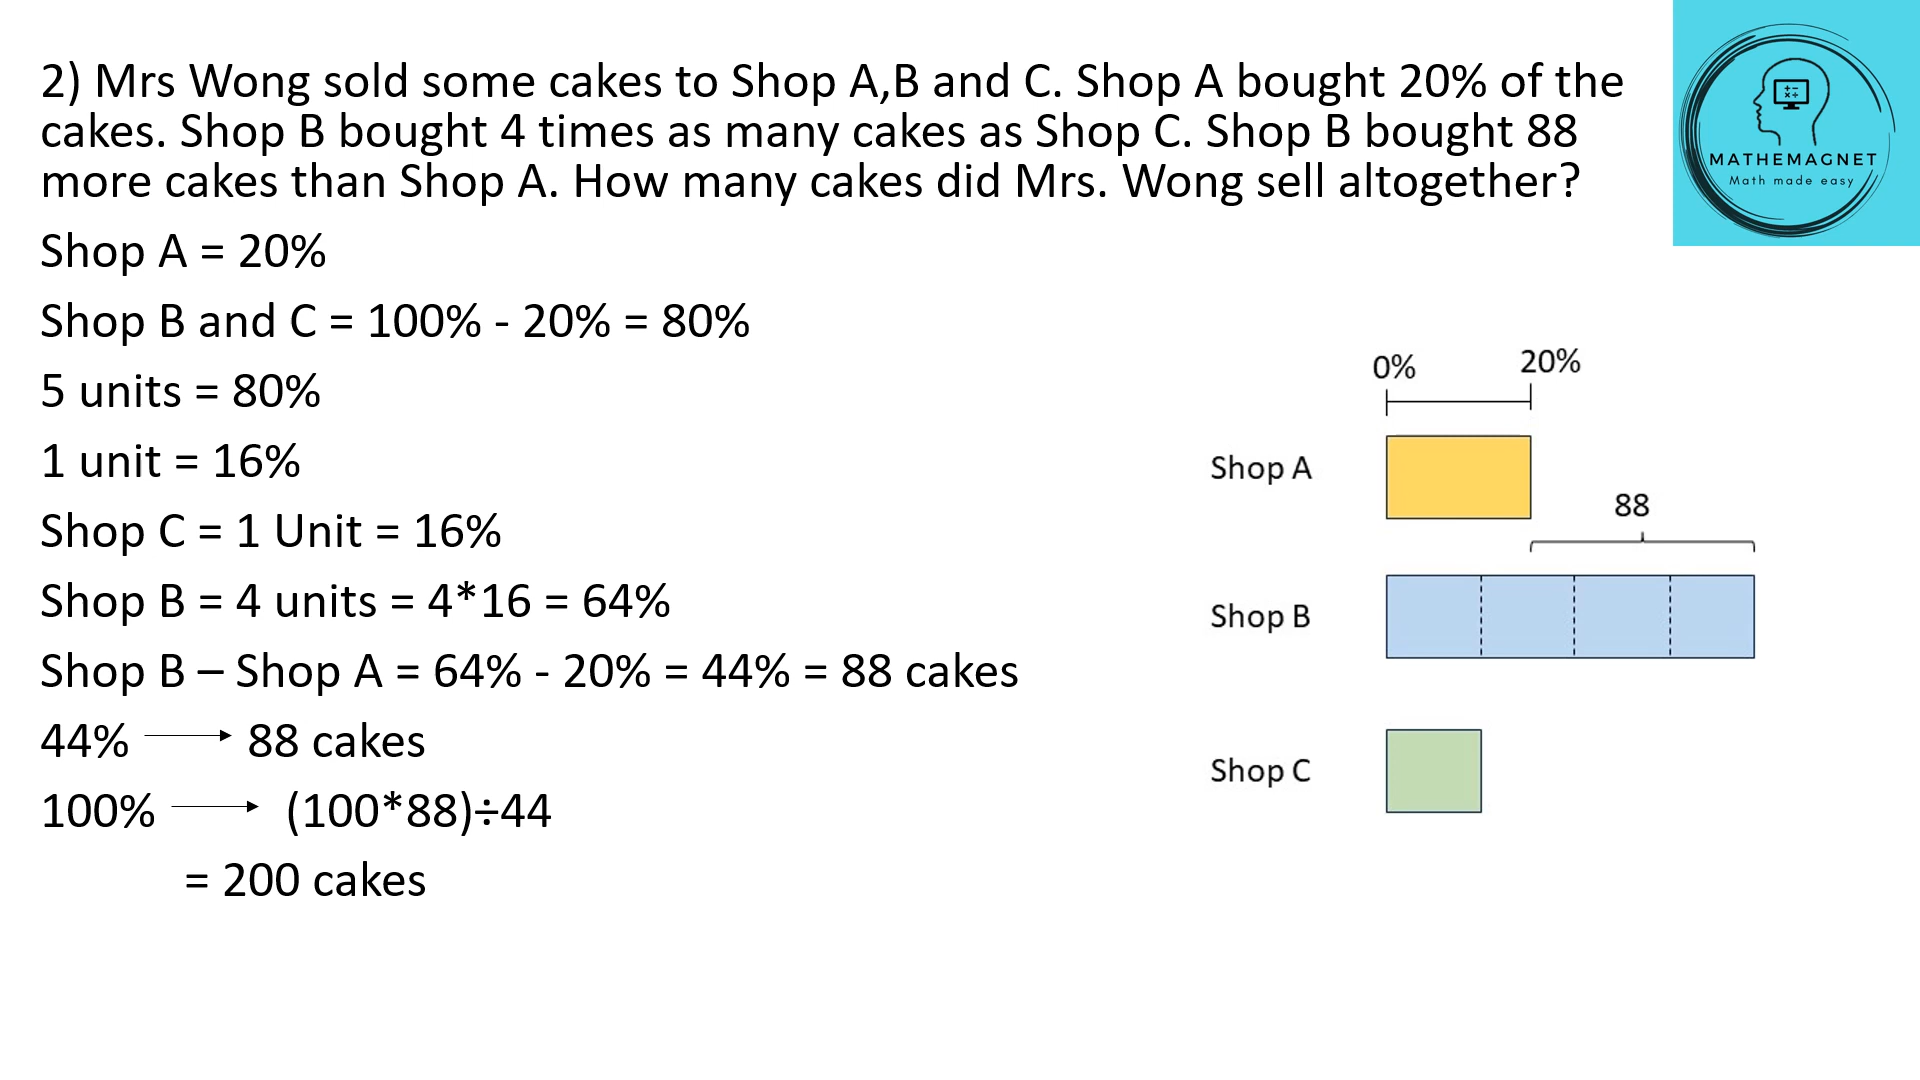 2) Mrs Wong sold some cakes to Shop A,B and C. Shop A bought 20% of the
cakes. Shop B bought 4 times as many cakes as Shop C. Shop B bought 88
more cakes than Shop A. How many cakes did Mrs. Wong sell altogether?
Shop A = 20%
Shop B and C = 100% - 20% = 80%
5 units = 80%
1 unit = 16%
Shop C = 1 Unit = 16%
Shop B = 4 units = 4*16 = 64%
Shop B – Shop A = 64% - 20% = 44% = 88 cakes
44% → 88 cakes
100% → (100*88)÷44
= 200 cakes
0% 20%
Shop A
88
Shop B
Shop C
MATHEMAGNET
Math made easy